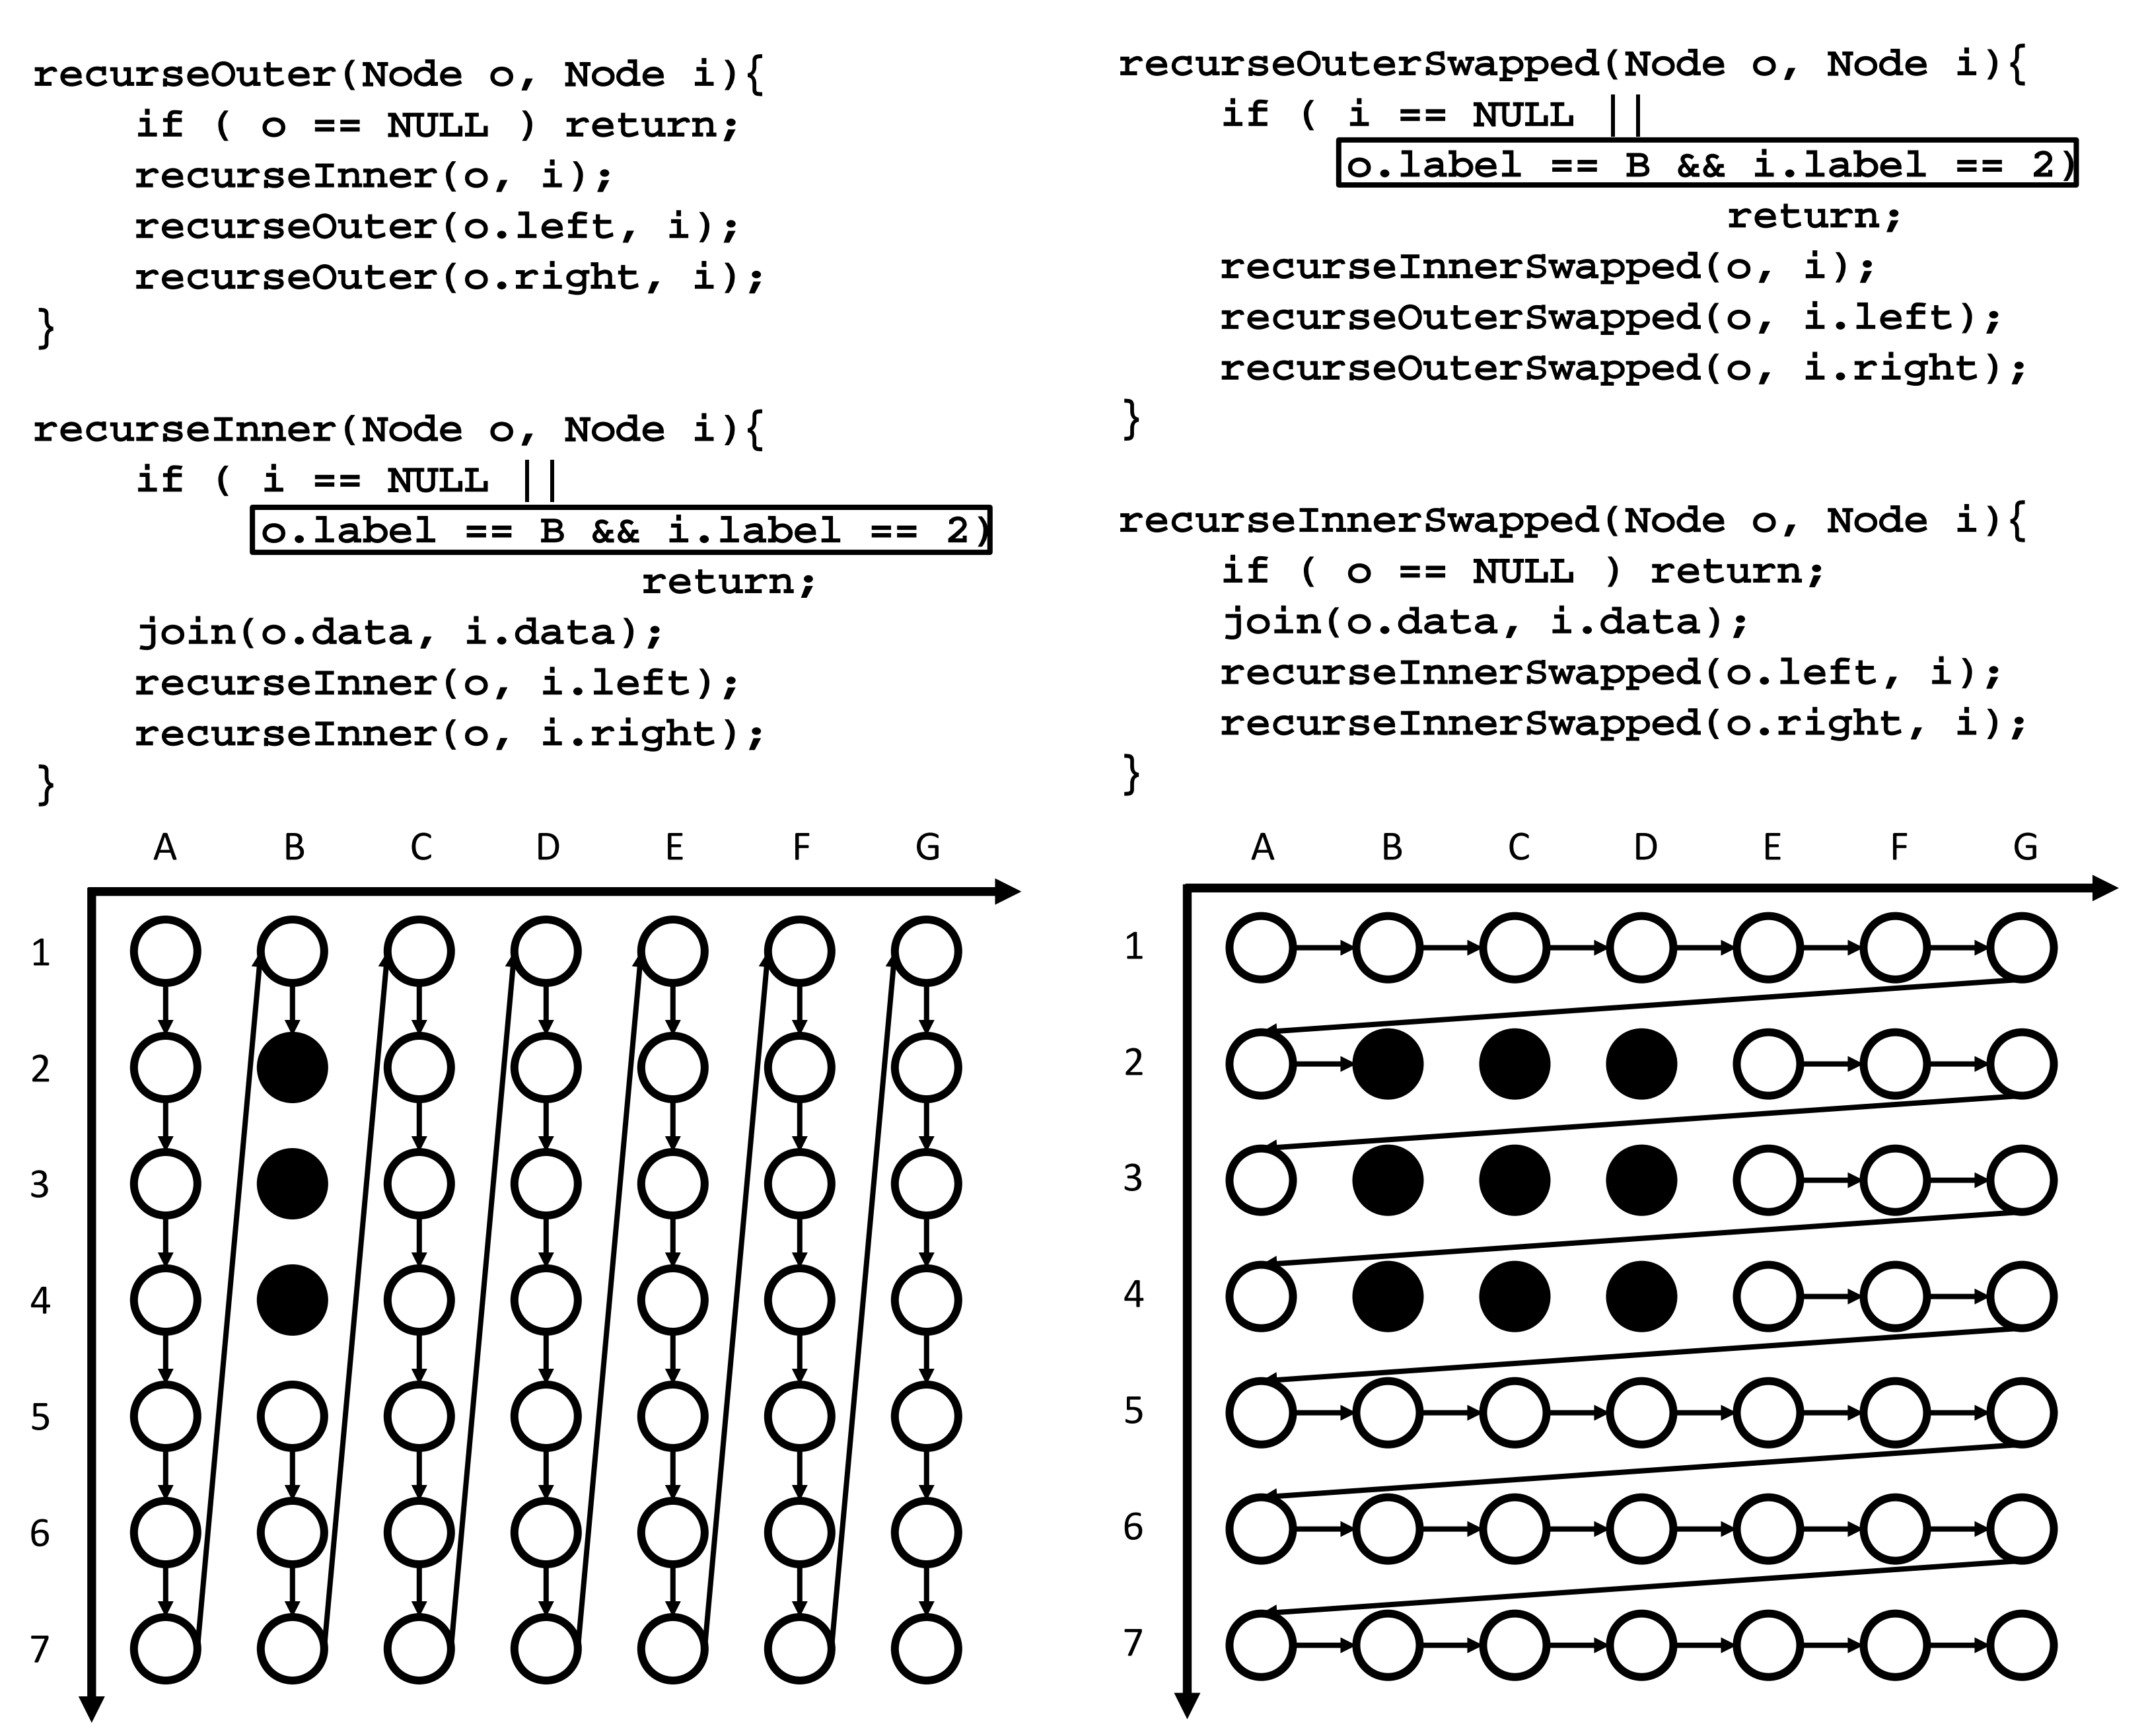 recurseOuter(Node o, Node i){
    if ( o == NULL ) return;
    recurseInner(o, i);
    recurseOuter(o.left, i);
    recurseOuter(o.right, i);
}
recurseInner(Node o, Node i){
    if ( i == NULL ||
         o.label == B && i.label == 2)
                        return;
    join(o.data, i.data);
    recurseInner(o, i.left);
    recurseInner(o, i.right);
}
A B C D E F G
1
2
3
4
5
6
7
recurseOuterSwapped(Node o, Node i){
    if ( i == NULL ||
         o.label == B && i.label == 2)
                        return;
    recurseInnerSwapped(o, i);
    recurseOuterSwapped(o, i.left);
    recurseOuterSwapped(o, i.right);
}
recurseInnerSwapped(Node o, Node i){
    if ( o == NULL ) return;
    join(o.data, i.data);
    recurseInnerSwapped(o.left, i);
    recurseInnerSwapped(o.right, i);
}
A B C D E F G
1
2
3
4
5
6
7